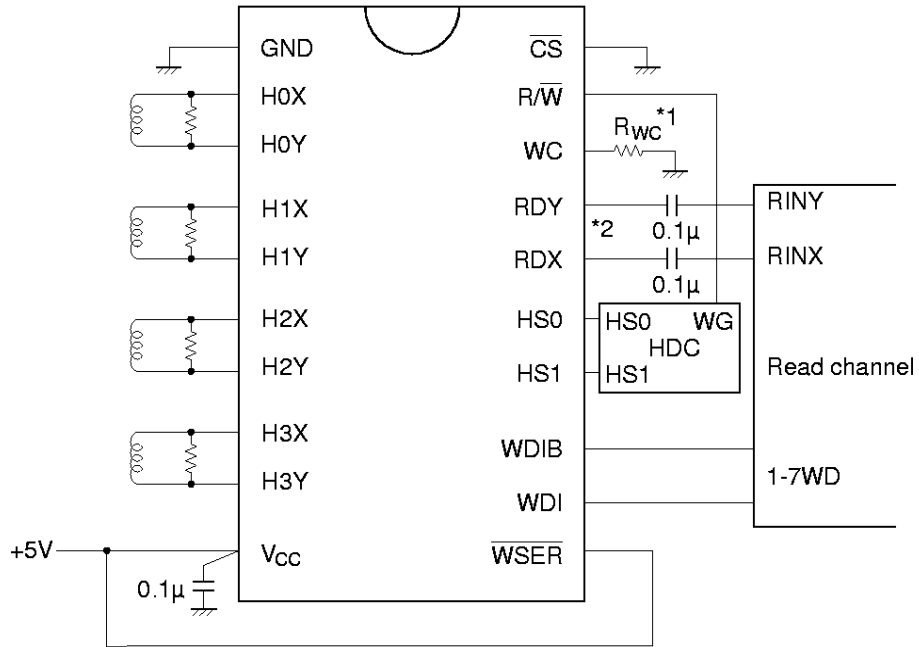 GND
H0X
H0Y
H1X
H1Y
H2X
H2Y
H3X
H3Y
+5V
VCC
0.1μ
CS
R/W
WC
RWC*1
RDY
*2
RDX
0.1μ
0.1μ
HS0
HS1
HS0 WG
HDC
HS1
WDIB
WDI
WSER
RINY
RINX
Read channel
1-7WD